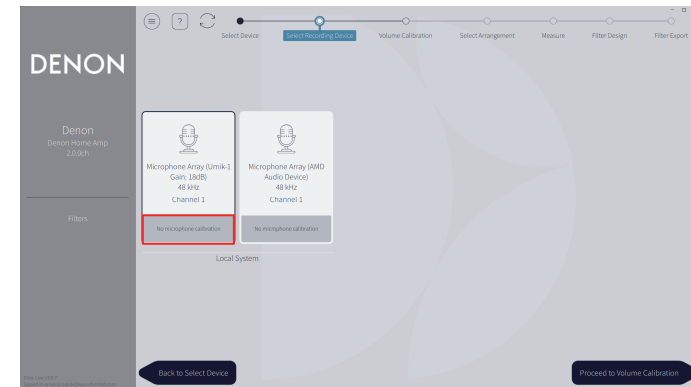 ?
Select Device
Select Recording Device
Volume Calibration
Select Arrangement
Measure
Filter Design
Filter Export
DENON
Denon
Denon Home Amp
2.0.0ch
Filters
Microphone Array (Umik-1
Gain: 18dB)
48 kHz
Channel 1
No microphone calibration
Microphone Array (AMD
Audio Device)
48 kHz
Channel 1
No microphone calibration
Local System
Back to Select Device
Proceed to Volume Calibration